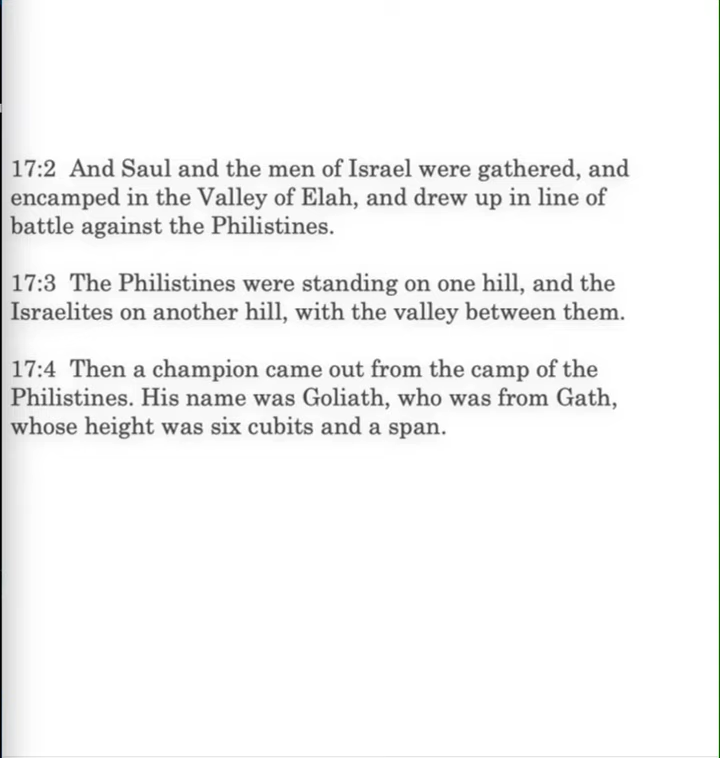 17:2 And Saul and the men of Israel were gathered, and
encamped in the Valley of Elah, and drew up in line of
battle against the Philistines.
17:3 The Philistines were standing on one hill, and the
Israelites on another hill, with the valley between them.
17:4 Then a champion came out from the camp of the
Philistines. His name was Goliath, who was from Gath,
whose height was six cubits and a span.